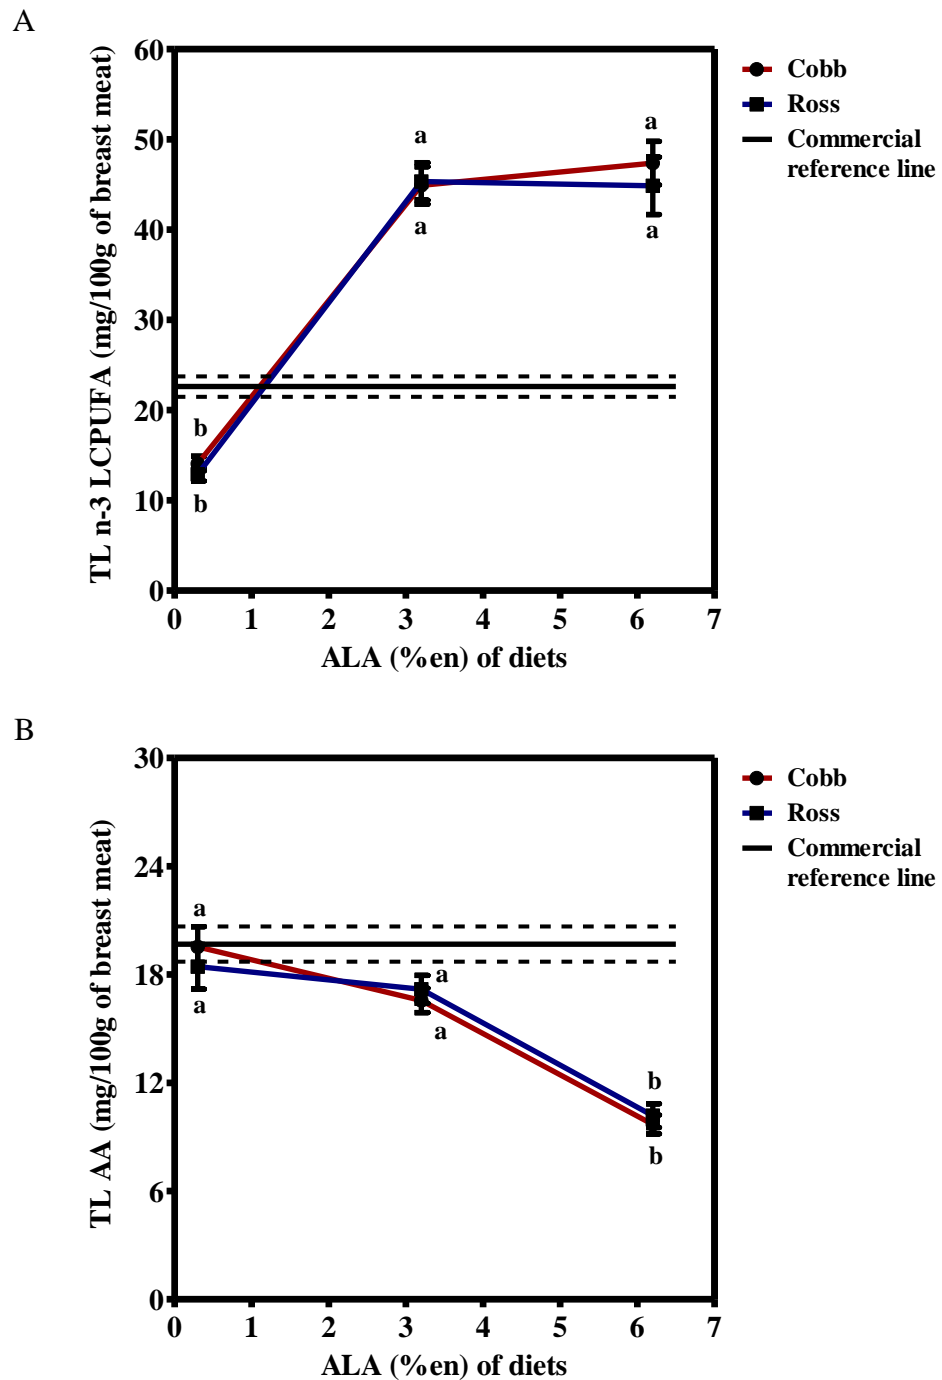 A
TL n-3 LCPUFA (mg/100g of breast meat)
60
50
40
30
20
10
0
a
a
a
a
b
b
0 1 2 3 4 5 6 7
ALA (%en) of diets
Cobb
Ross
Commercial
reference line
B
TL AA (mg/100g of breast meat)
30
24
18
12
6
0
a
a
a
a
b
b
0 1 2 3 4 5 6 7
ALA (%en) of diets
Cobb
Ross
Commercial
reference line